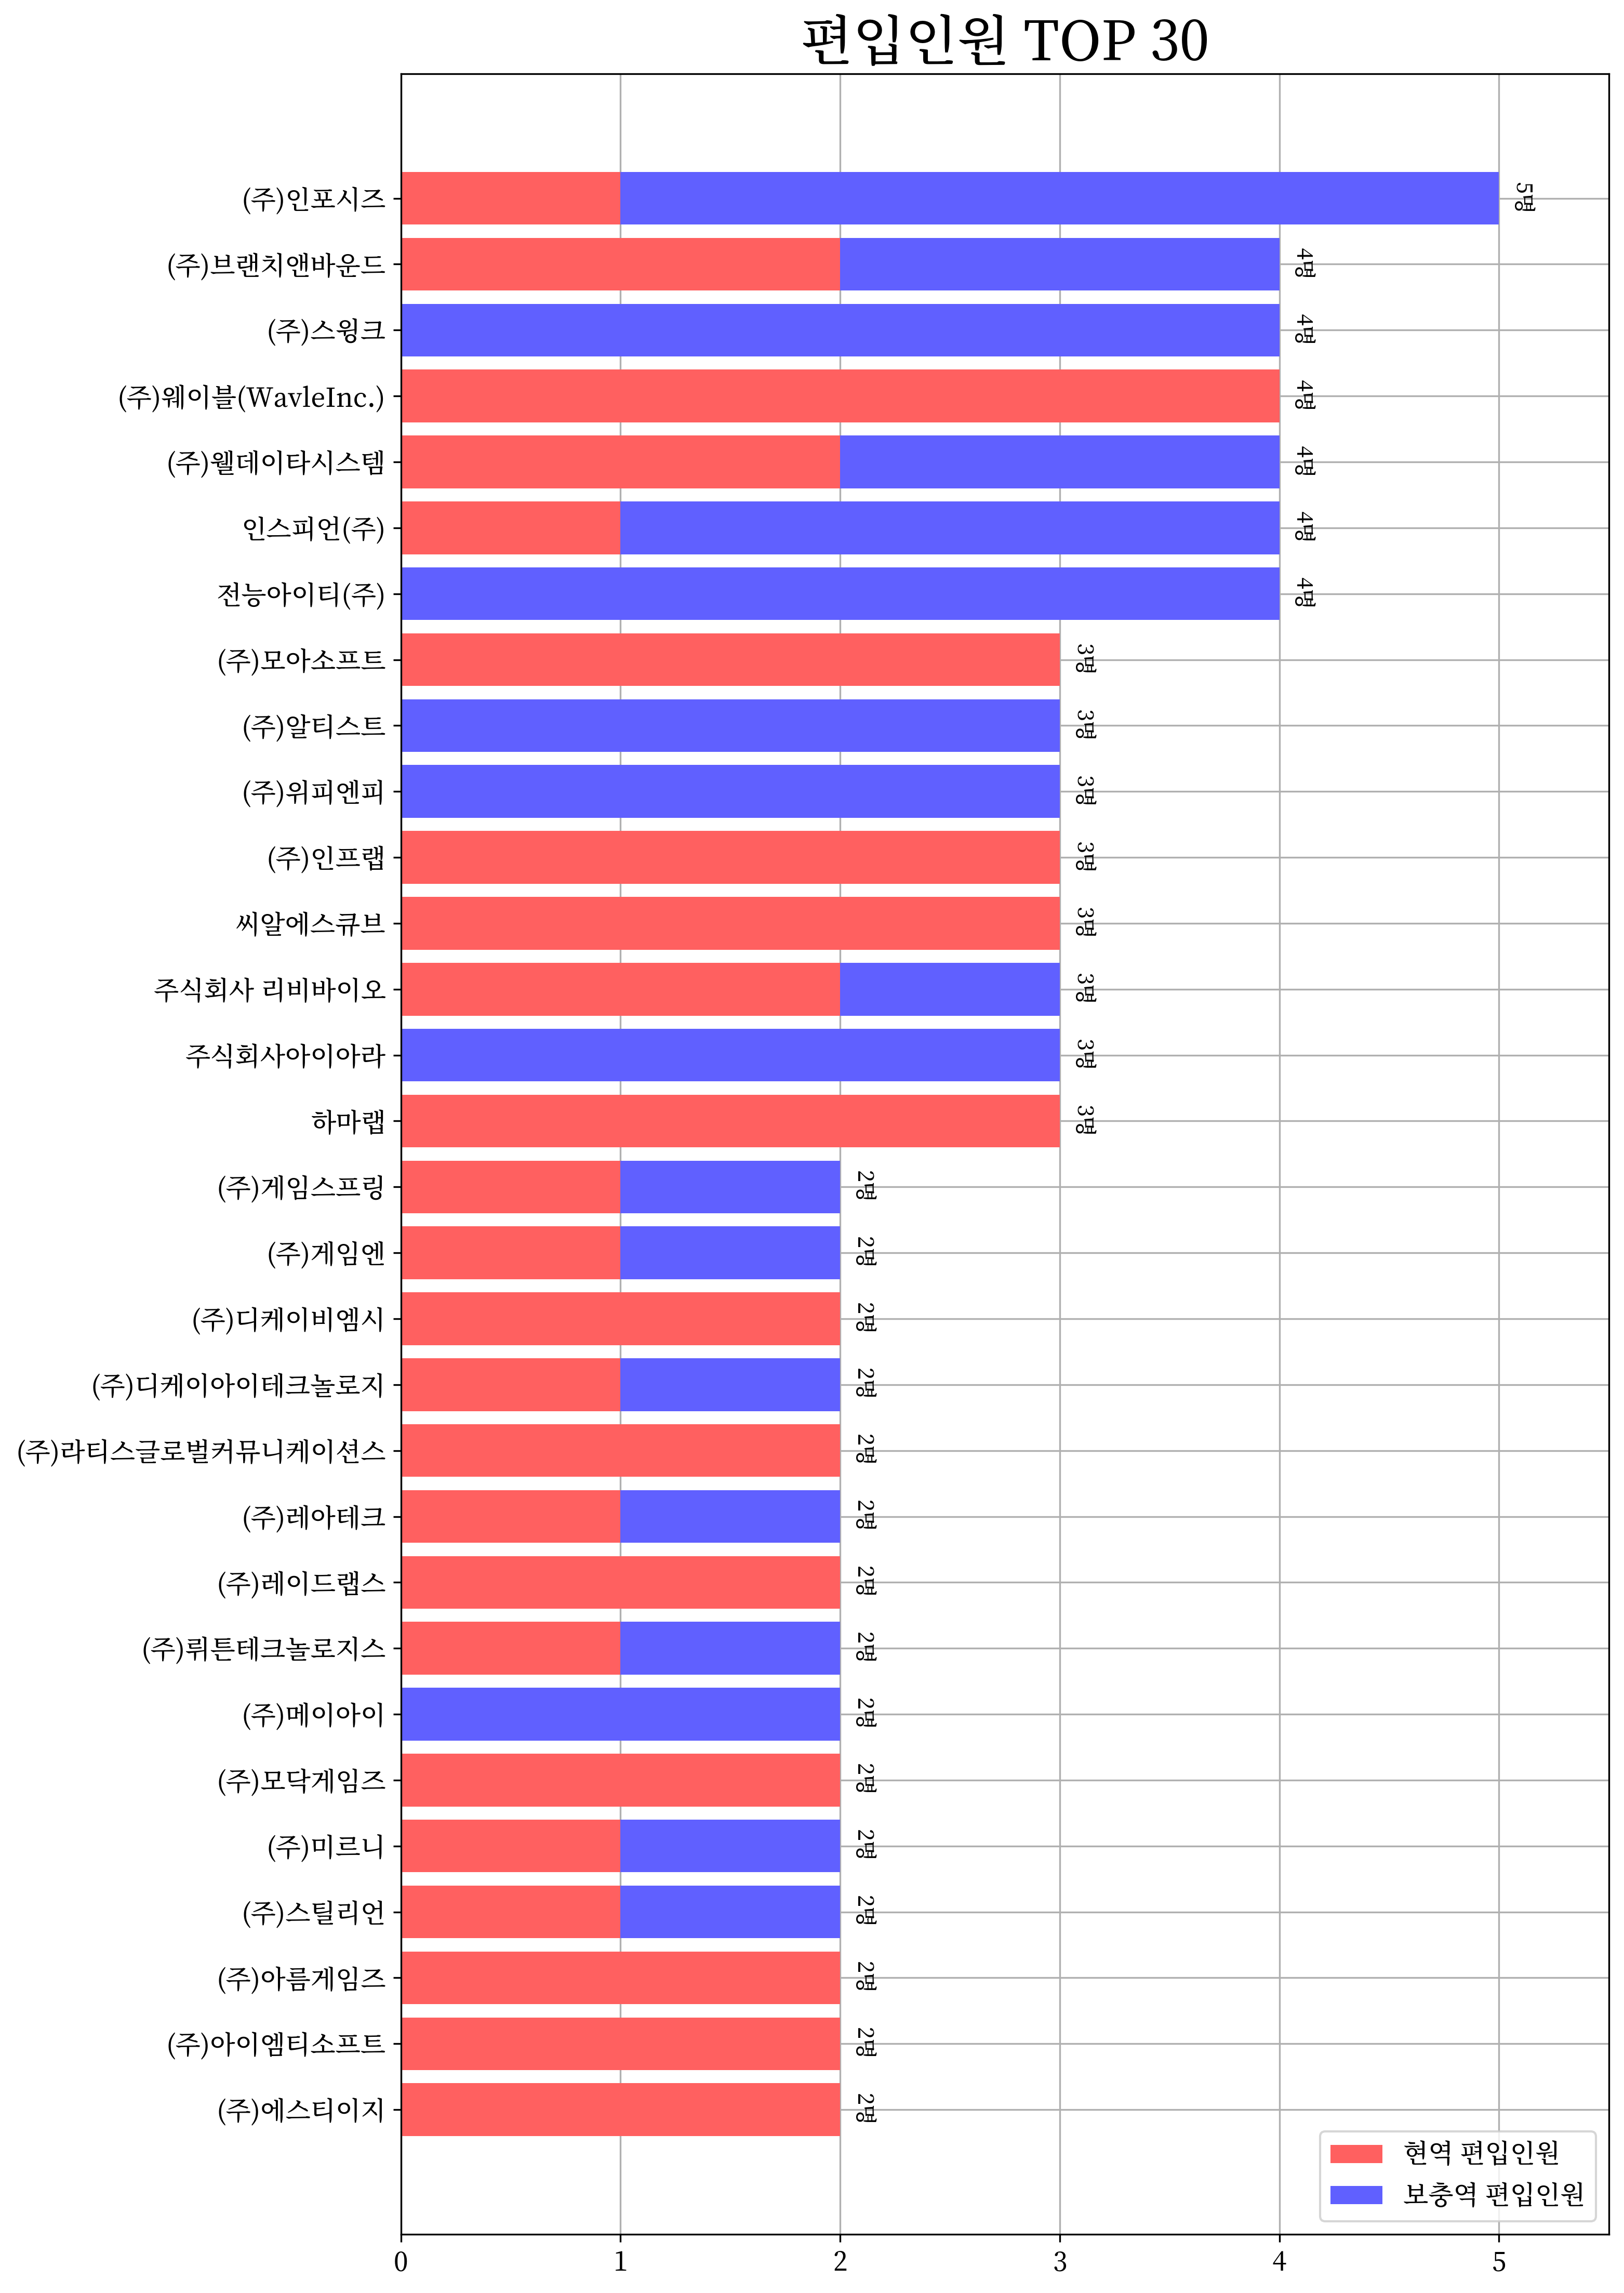 편입인원 TOP 30
(주)인포시즈
5명
(주)브랜치앤바운드
4명
(주)스윙크
4명
(주)웨이블(WavleInc.)
4명
(주)웰데이타시스템
4명
인스피언(주)
4명
전능아이티(주)
4명
(주)모아소프트
3명
(주)알티스트
3명
(주)위피엔피
3명
(주)인프랩
3명
씨알에스큐브
3명
주식회사 리비바이오
3명
주식회사아이아라
3명
하마랩
3명
(주)게임스프링
2명
(주)게임엔
2명
(주)디케이비엠시
2명
(주)디케이아이테크놀로지
2명
(주)라티스글로벌커뮤니케이션스
2명
(주)레아테크
2명
(주)레이드랩스
2명
(주)뤼튼테크놀로지스
2명
(주)메이아이
2명
(주)모닥게임즈
2명
(주)미르니
2명
(주)스틸리언
2명
(주)아름게임즈
2명
(주)아이엠티소프트
2명
(주)에스티이지
2명
현역 편입인원
보충역 편입인원
0 1 2 3 4 5